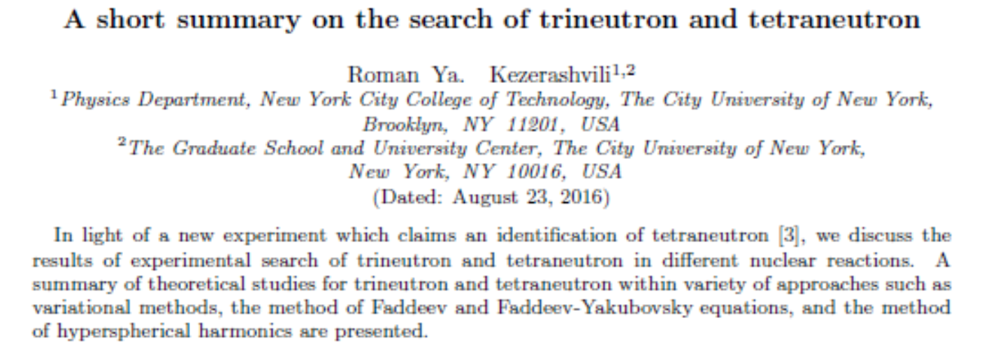 A short summary on the search of trineutron and tetraneutron
Roman Ya. Kezerashvili1,2
1 Physics Department, New York City College of Technology, The City University of New York,
Brooklyn, NY 11201, USA
2 The Graduate School and University Center, The City University of New York,
New York, NY 10016, USA
(Dated: August 23, 2016)
In light of a new experiment which claims an identification of tetraneutron [3], we discuss the
results of experimental search of trineutron and tetraneutron in different nuclear reactions. A
summary of theoretical studies for trineutron and tetraneutron within variety of approaches such as
variational methods, the method of Faddeev and Faddeev-Yakubovsky equations, and the method
of hyperspherical harmonics are presented.